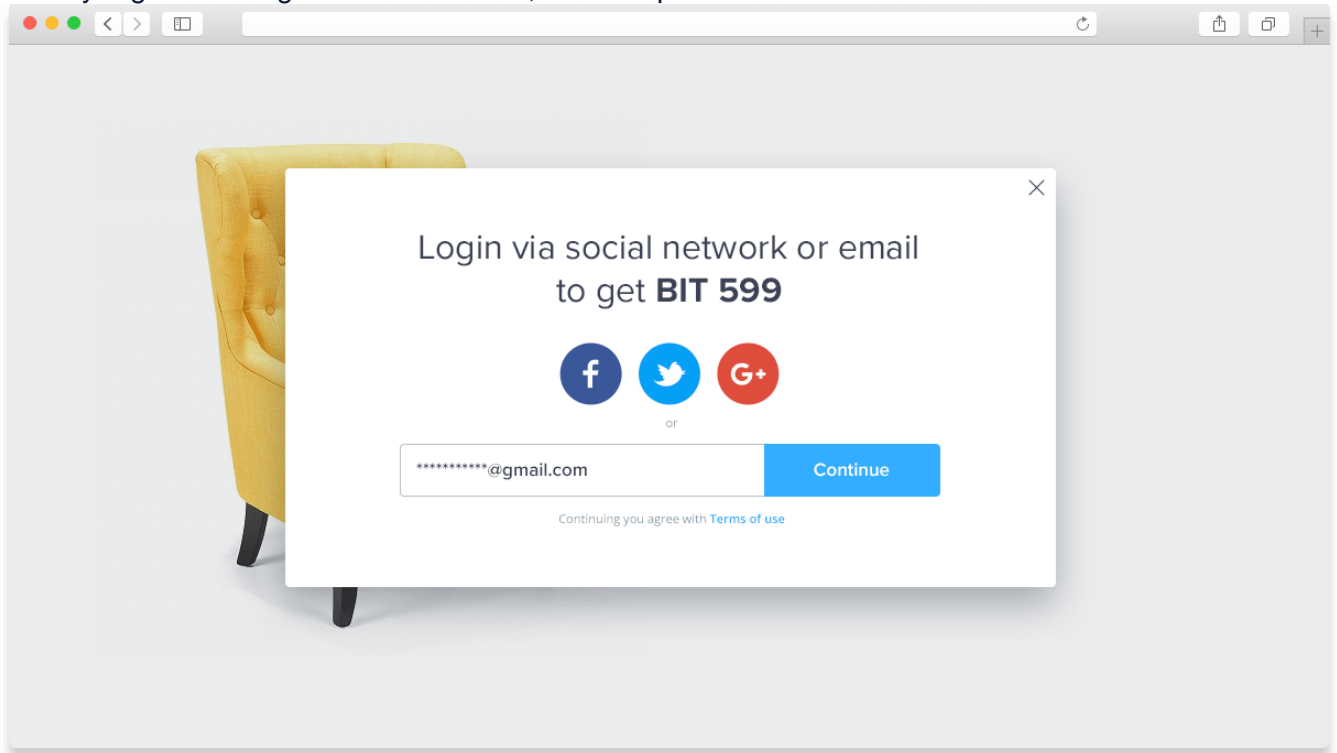 Login via social network or email
to get BIT 599
f
G+
or
***********@gmail.com
Continue
Continuing you agree with Terms of use